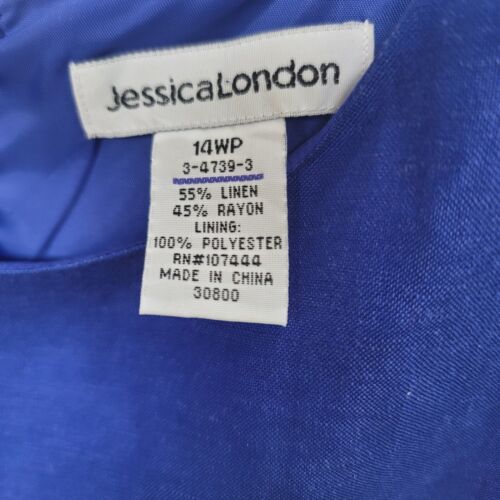 JessicaLondon
14WP
3-4739-3
55% LINEN
45% RAYON
LINING:
100% POLYESTER
RN#107444
MADE IN CHINA
30800